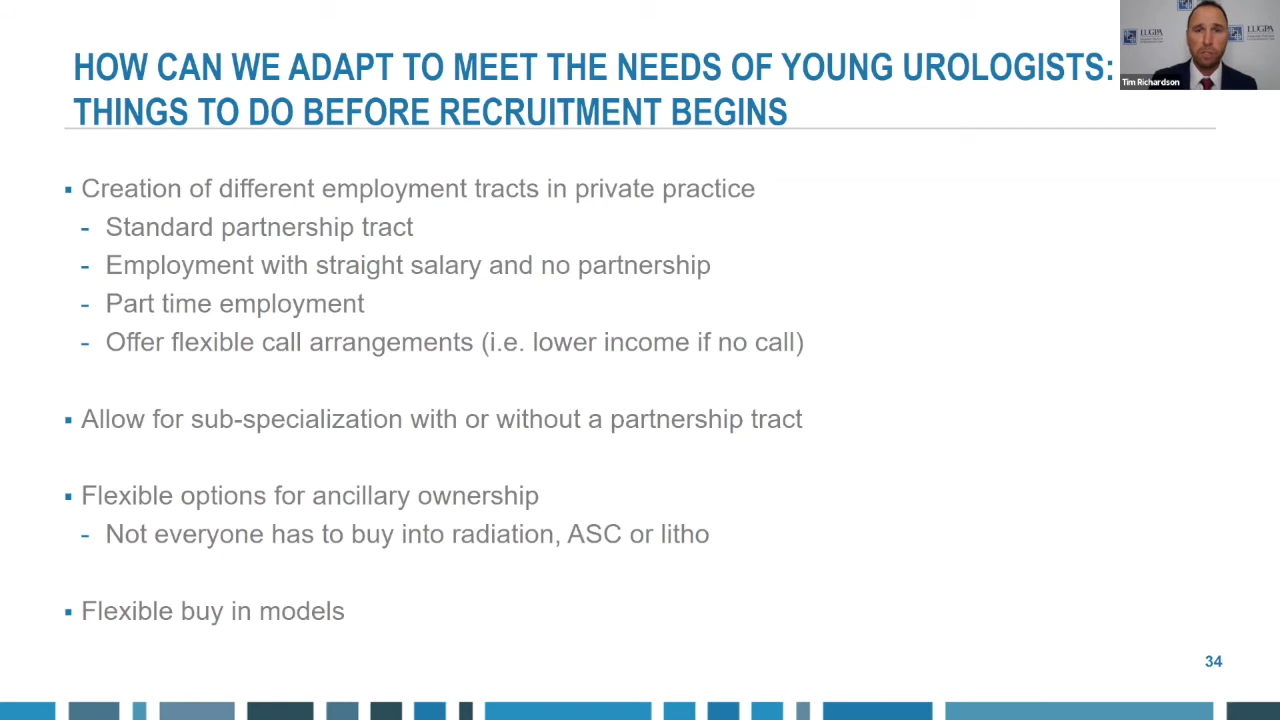 HOW CAN WE ADAPT TO MEET THE NEEDS OF YOUNG UROLOGISTS:
THINGS TO DO BEFORE RECRUITMENT BEGINS
LUGPA
LUGPA
Tim Richardson
▪ Creation of different employment tracts in private practice
- Standard partnership tract
- Employment with straight salary and no partnership
- Part time employment
- Offer flexible call arrangements (i.e. lower income if no call)
▪ Allow for sub-specialization with or without a partnership tract
▪ Flexible options for ancillary ownership
- Not everyone has to buy into radiation, ASC or litho
▪ Flexible buy in models
34